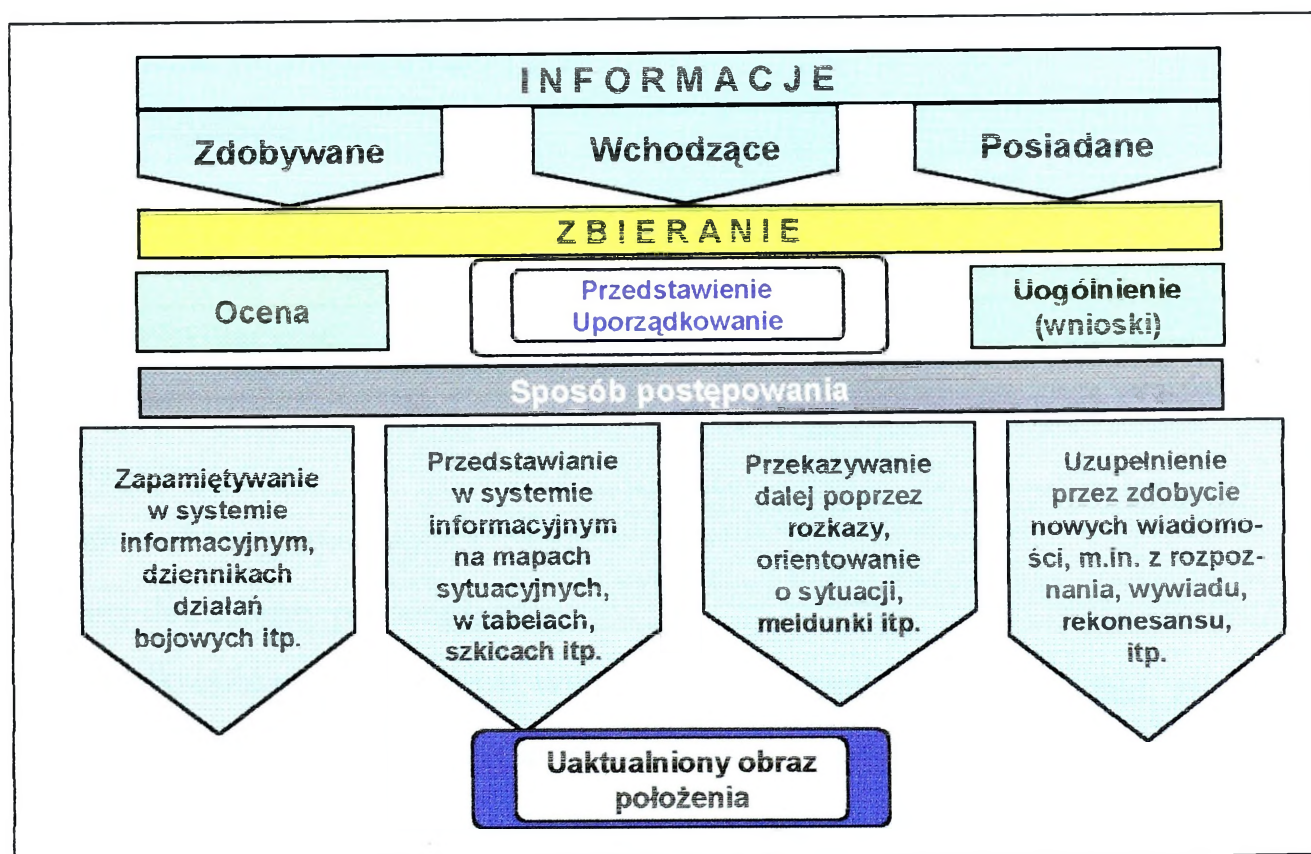 INFORMACJE
Zdobywane
Wchodzące
Posiadane
ZBIERANIE
Ocena
Przedstawienie
Uporządkowanie
Uogólnienie
(wnioski)
Sposób postępowania
Zapamiętywanie
w systemie
informacyjnym,
dziennikach
działań
bojowych itp.
Przedstawianie
w systemie
informacyjnym
na mapach
sytuacyjnych,
w tabelach,
szkicach itp.
Przekazywanie
dalej poprzez
rozkazy,
orientowanie
o sytuacji,
meldunki itp.
Uzupełnienie
przez zdobycie
nowych wiadomo-
ści, m.in. z rozpoz-
nania, wywiadu,
rekonesansu,
itp.
Uaktualniony obraz
położenia